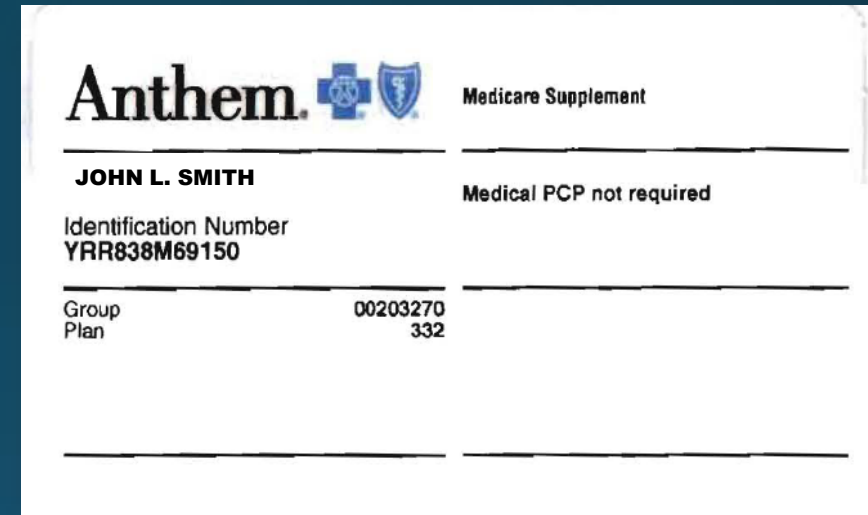 Anthem. Medicare Supplement
JOHN L. SMITH
Medical PCP not required
Identification Number
YRR838M69150
Group 00203270
Plan 332